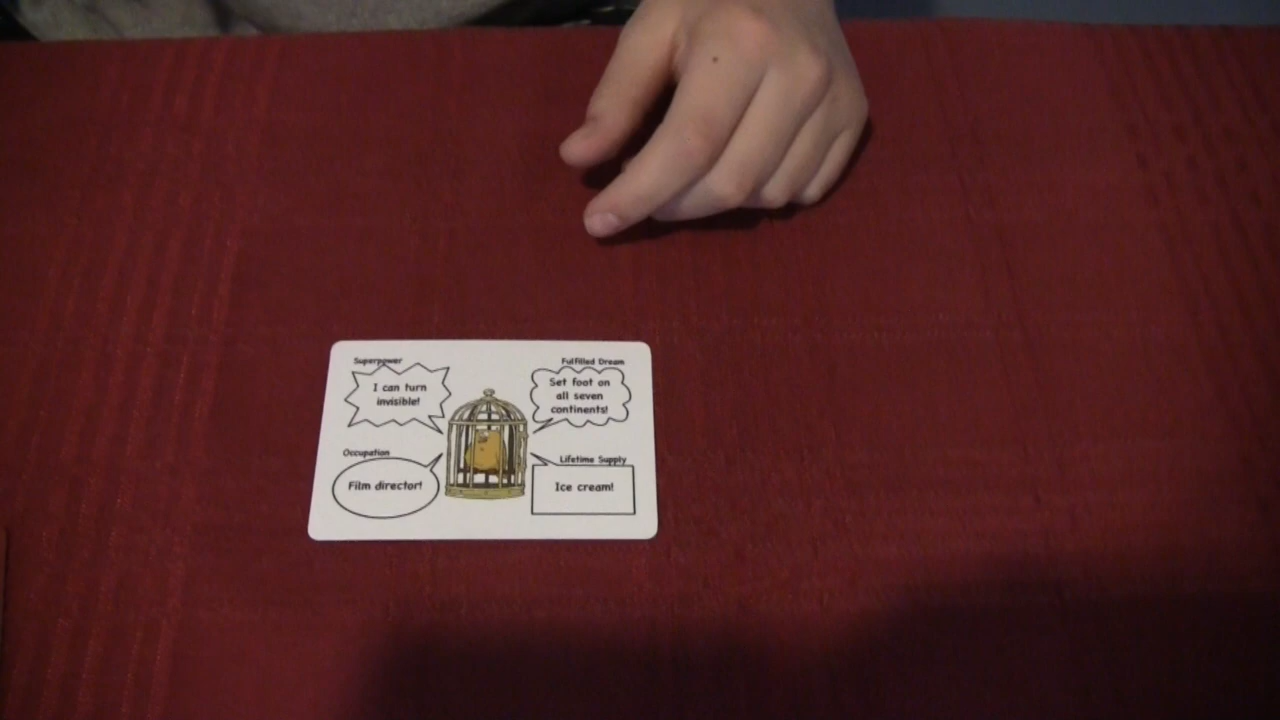 Superpower
I can turn
invisible!
Fulfilled Dream
Set foot on
all seven
continents!
Occupation
Film director!
Lifetime Supply
Ice cream!